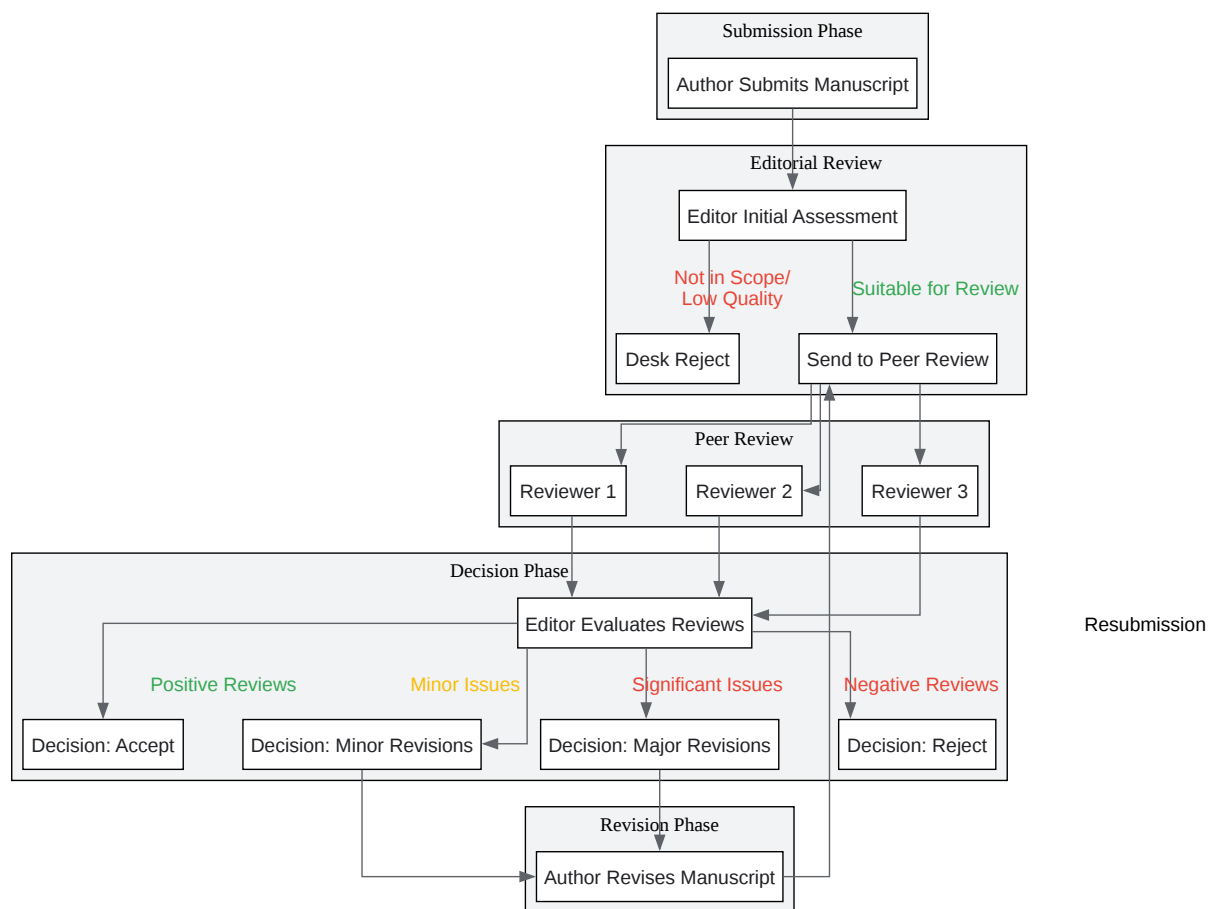 Submission Phase
Author Submits Manuscript
Editorial Review
Editor Initial Assessment
Not in Scope/
Low Quality
Suitable for Review
Desk Reject
Send to Peer Review
Peer Review
Reviewer 1
Reviewer 2
Reviewer 3
Decision Phase
Editor Evaluates Reviews
Resubmission
Positive Reviews
Minor Issues
Significant Issues
Negative Reviews
Decision: Accept
Decision: Minor Revisions
Decision: Major Revisions
Decision: Reject
Revision Phase
Author Revises Manuscript